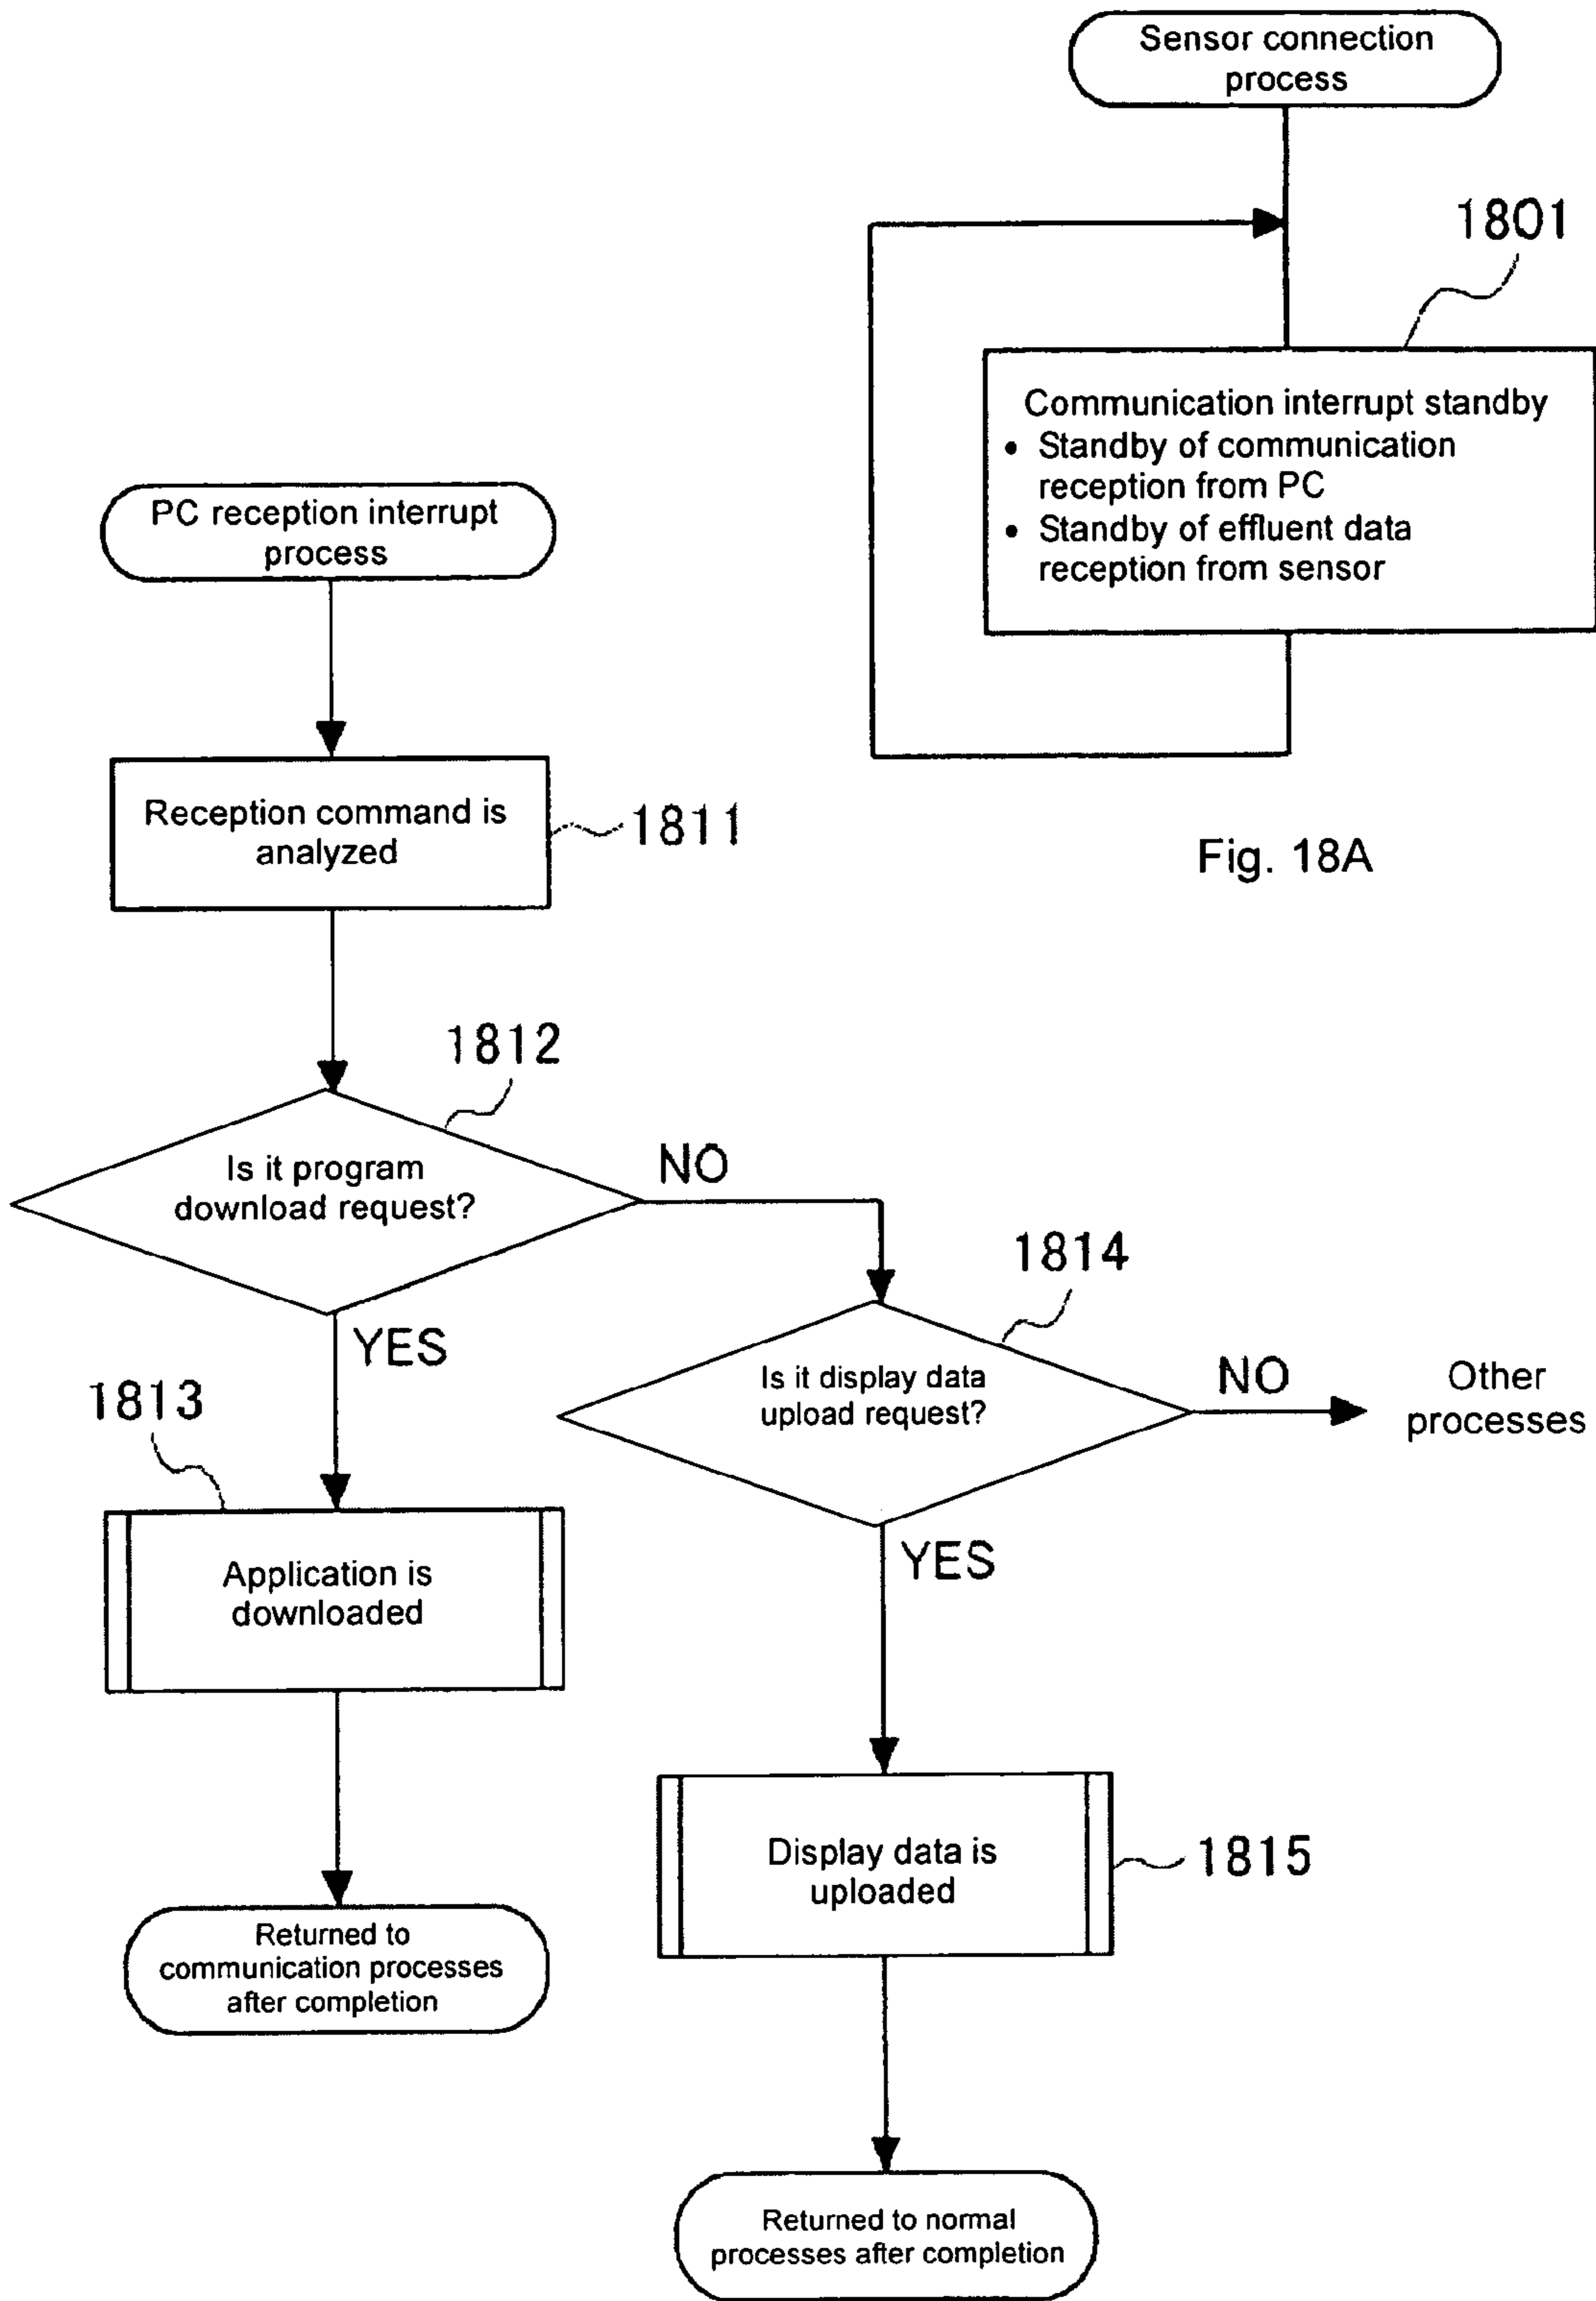 Sensor connection
process
1801
Communication interrupt standby
• Standby of communication
reception from PC
• Standby of effluent data
reception from sensor
Fig. 18A
PC reception interrupt
process
Reception command is
analyzed
1811
1812
Is it program
download request?
NO
YES
1814
Is it display data
upload request?
NO
Other
processes
YES
1813
Application is
downloaded
Display data is
uploaded
1815
Returned to
communication processes
after completion
Returned to normal
processes after completion